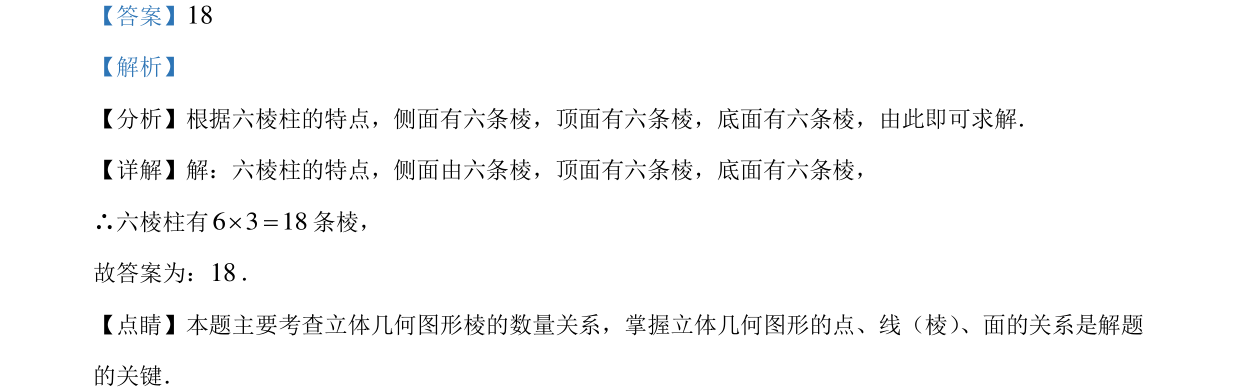 【答案】18
【解析】
【分析】根据六棱柱的特点，侧面有六条棱，顶面有六条棱，底面有六条棱，由此即可求解．
【详解】解：六棱柱的特点，侧面由六条棱，顶面有六条棱，底面有六条棱，
∴六棱柱有6×3=18条棱，
故答案为：18．
【点睛】本题主要考查立体几何图形棱的数量关系，掌握立体几何图形的点、线（棱）、面的关系是解题
的关键．